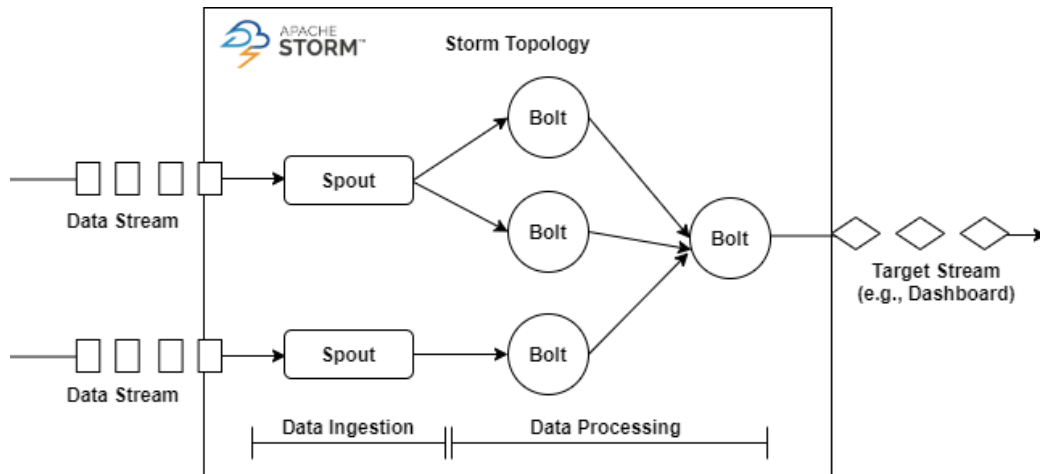 APACHE
STORM™
Storm Topology
Bolt
Spout
Data Stream
Bolt
Bolt
Target Stream
(e.g., Dashboard)
Spout
Bolt
Data Stream
Data Ingestion
Data Processing